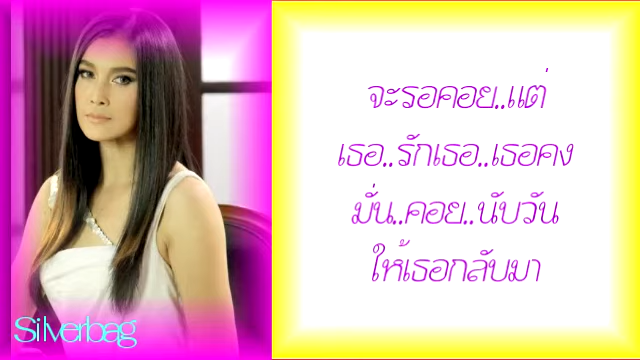 จะรอคอย..แต่
เธอ..รักเธอ..เธอคง
มั่น..คอย..นับวัน
ให้เธอกลับมา
Silverbag